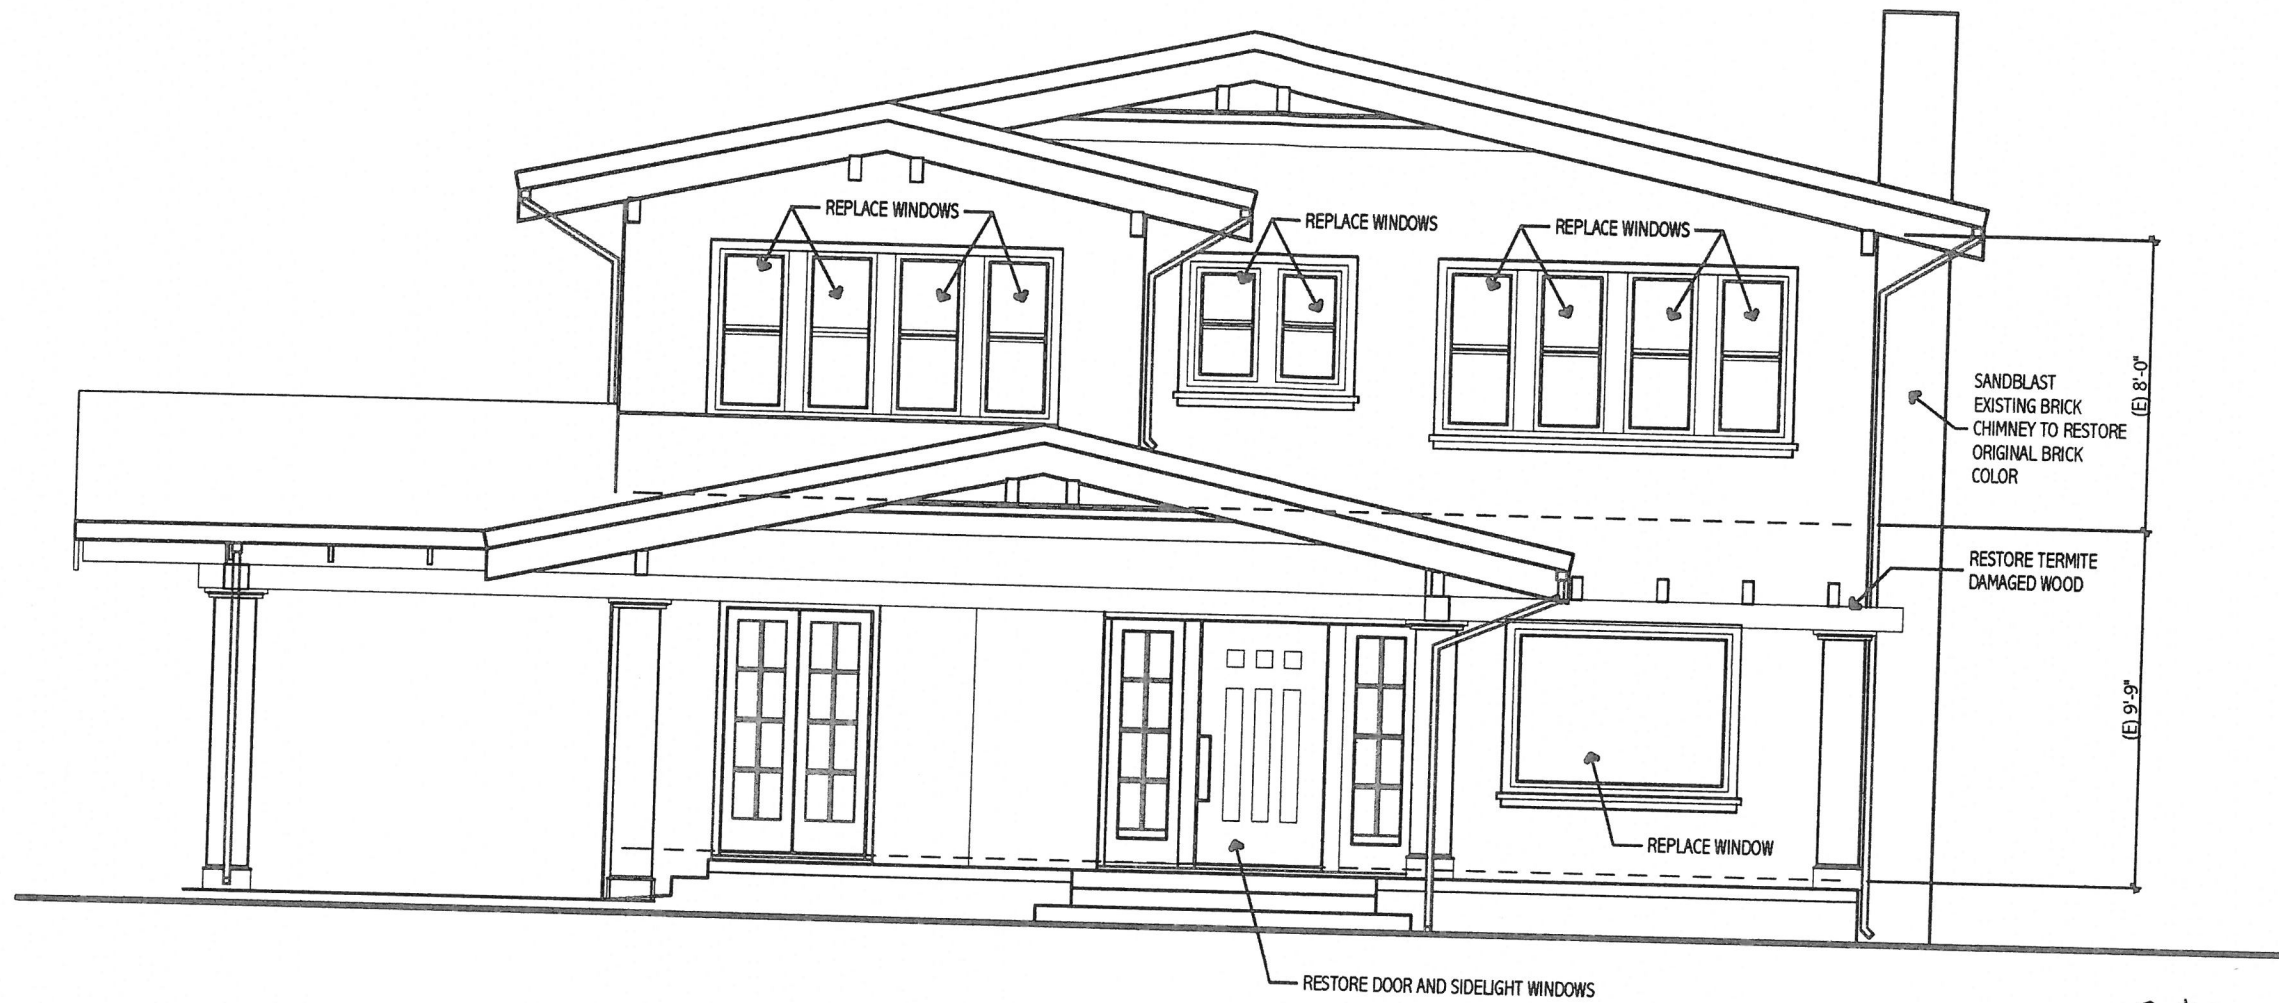 REPLACE WINDOWS
REPLACE WINDOWS
REPLACE WINDOWS
(E) 8'-0"
SANDBLAST
EXISTING BRICK
CHIMNEY TO RESTORE
ORIGINAL BRICK
COLOR
RESTORE TERMITE
DAMAGED WOOD
(E) 9'-9"
REPLACE WINDOW
RESTORE DOOR AND SIDELIGHT WINDOWS